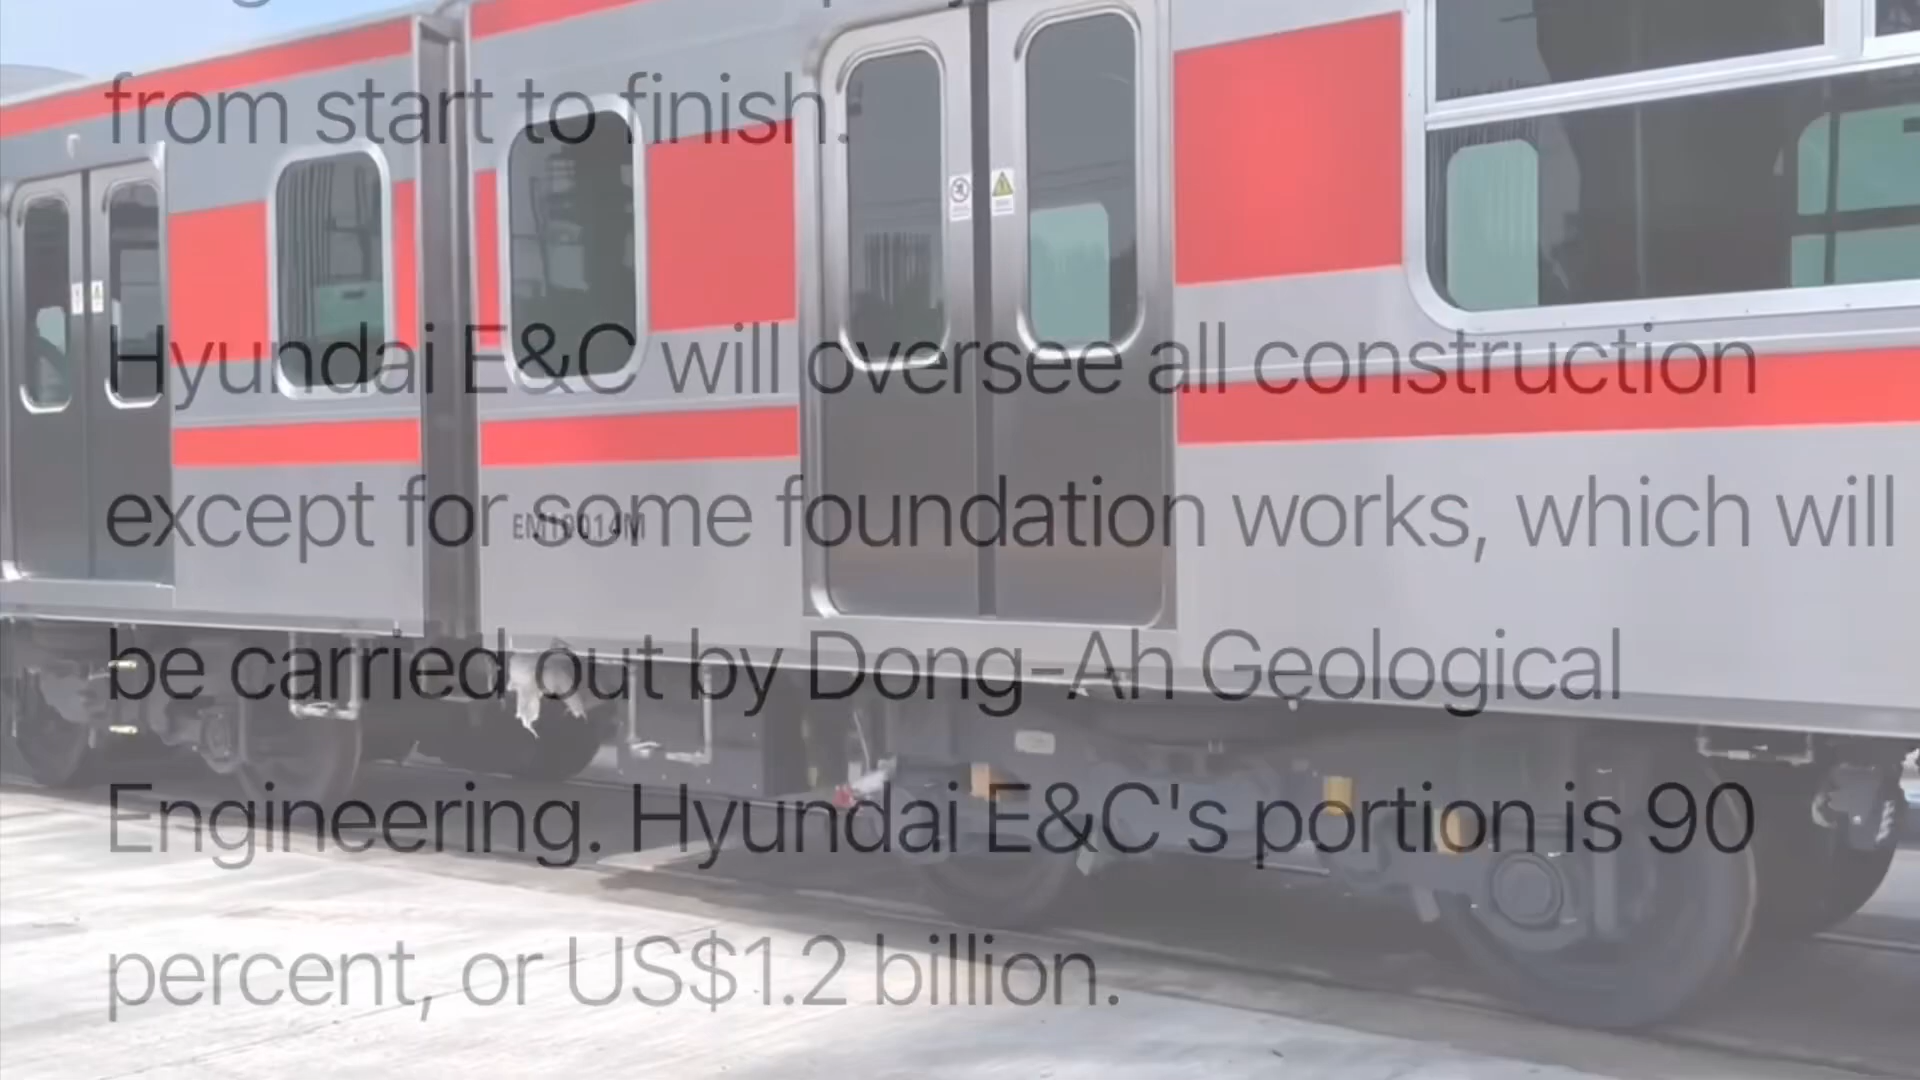 from start to finish.
Hyundai E&C will oversee all construction
except for some foundation works, which will
EM10014M
be carried out by Dong-Ah Geological
Engineering. Hyundai E&C's portion is 90
percent, or US$1.2 billion.